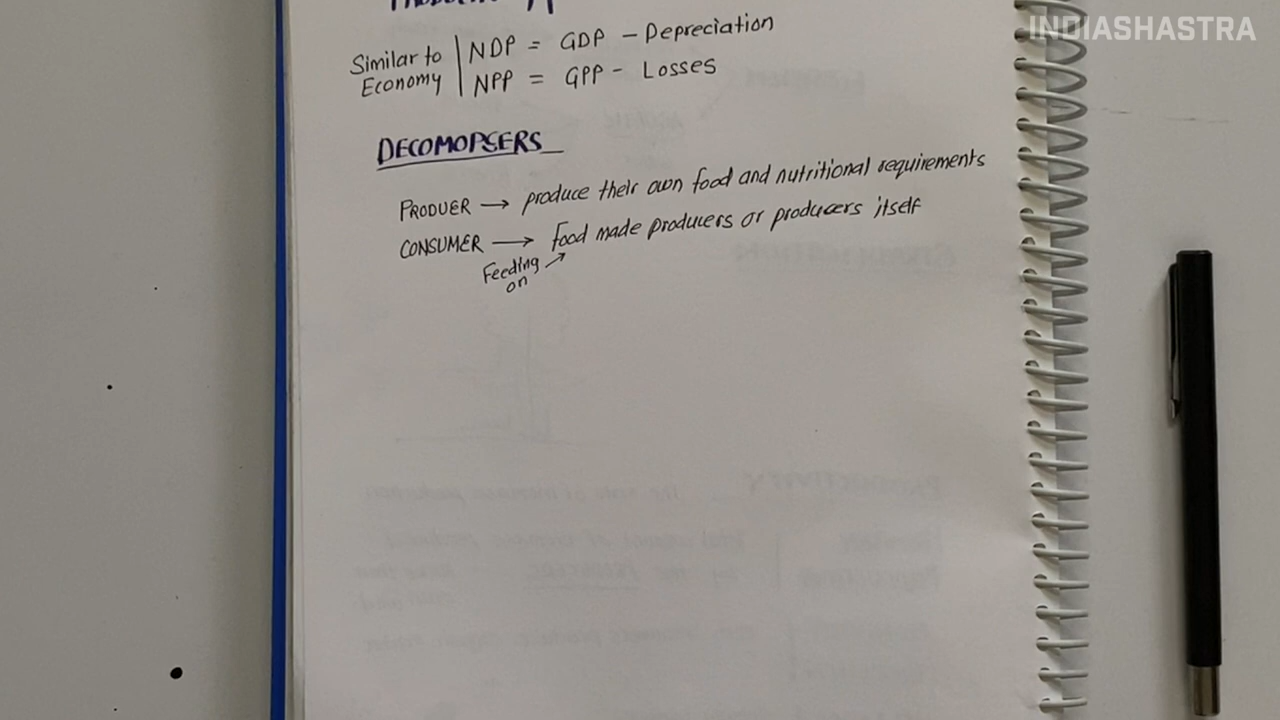 INDIASHASTRA
Similar to
Economy
NDP = GDP - Depreciation
NPP = GPP - Losses
DECOMOPSERS
PRODUER → produce their own food and nutritional requirements
CONSUMER → food made producers or producers itself
Feeding
on
PRODUCTIVITY